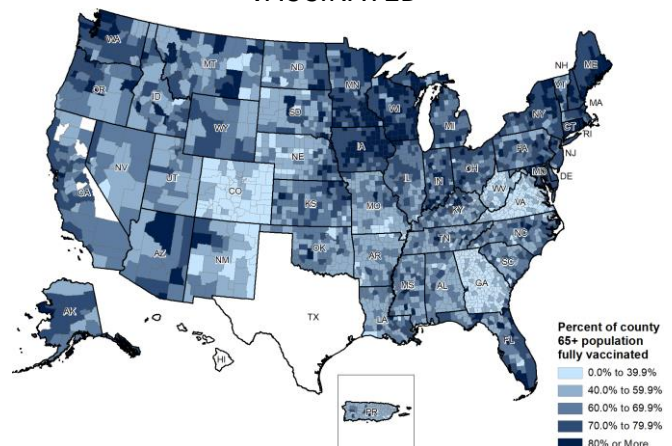 WA
MT
ND
MN
OR
ID
SD
WI
WY
MI
NE
IA
NV
UT
CO
KS
MO
IL
IN
OH
PA
NY
VT
NH
ME
MA
CT
RI
NJ
DE
MD
WV
VA
KY
CA
AZ
NM
OK
AR
TN
NC
SC
MS
AL
GA
LA
TX
FL
AK
HI
PR
Percent of county
65+ population
fully vaccinated
0.0% to 39.9%
40.0% to 59.9%
60.0% to 69.9%
70.0% to 79.9%
80% or More